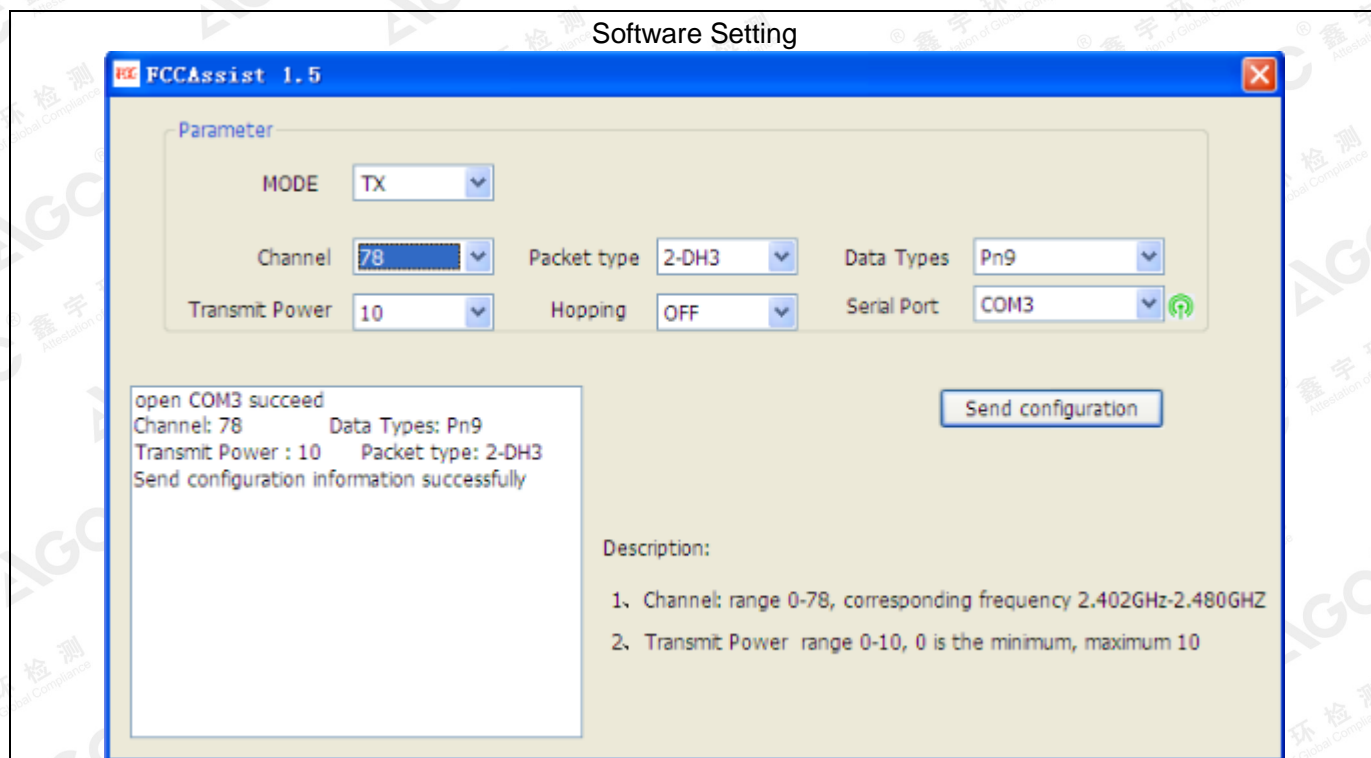 Software Setting
FCCAssist 1.5
Parameter
MODE TX
Channel 78 Packet type 2-DH3 Data Types Pn9
Transmit Power 10 Hopping OFF Serial Port COM3
open COM3 succeed
Channel: 78 Data Types: Pn9
Transmit Power : 10 Packet type: 2-DH3
Send configuration information successfully
Send configuration
Description:
1、Channel: range 0-78, corresponding frequency 2.402GHz-2.480GHZ
2、Transmit Power range 0-10, 0 is the minimum, maximum 10